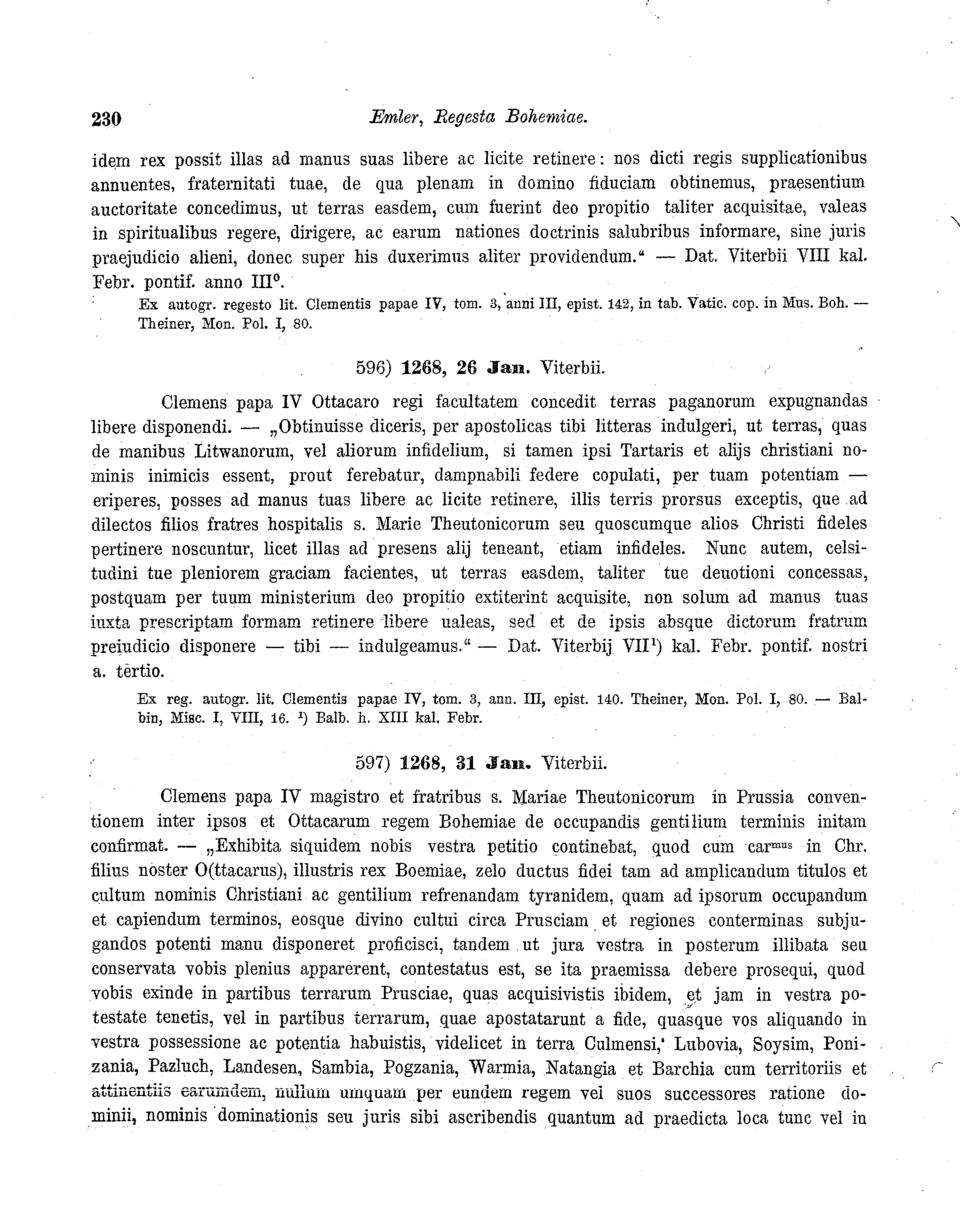 230 Emler, Regesta Bohemiae.
idem rex possit illas ad manus suas libere ac licite retinere: nos dicti regis supplicationibus
annuentes, fraternitati tuae, de qua plenam in domino fiduciam obtinemus, praesentium
auctoritate concedimus, ut terras easdem, cum fuerint deo propitio taliter acquisitae, valeas
in spiritualibus regere, dirigere, ac earum nationes doctrinis salubribus informare, sine juris
praejudicio alieni, donec super his duxerimus aliter providendum.“ — Dat. Viterbii VIII kal.
Febr. pontif. anno III⁰.
Ex autogr. regesto lit. Clementis papae IV, tom. 3, anni III, epist. 142, in tab. Vatic. cop. in Mus. Boh. —
Theiner, Mon. Pol. I, 80.
596) 1268, 26 Jan. Viterbii.
Clemens papa IV Ottacaro regi facultatem concedit terras paganorum expugnandas
libere disponendi. — „Obtinuisse diceris, per apostolicas tibi litteras indulgeri, ut terras, quas
de manibus Litwanorum, vel aliorum infidelium, si tamen ipsi Tartaris et alijs christiani no-
minis inimicis essent, prout ferebatur, dampnabili federe copulati, per tuam potentiam —
eriperes, posses ad manus tuas libere ac licite retinere, illis terris prorsus exceptis, que ad
dilectos filios fratres hospitalis s. Marie Theutonicorum seu quoscumque alios Christi fideles
pertinere noscuntur, licet illas ad presens alij teneant, etiam infideles. Nunc autem, celsi-
tudini tue pleniorem graciam facientes, ut terras easdem, taliter tue deuotioni concessas,
postquam per tuum ministerium deo propitio extiterint acquisite, non solum ad manus tuas
iuxta prescriptam formam retinere libere ualeas, sed et de ipsis absque dictorum fratrum
preiudicio disponere — tibi — indulgeamus.“ — Dat. Viterbij VII¹) kal. Febr. pontif. nostri
a. tertio.
Ex reg. autogr. lit. Clementis papae IV, tom. 3, ann. III, epist. 140. Theiner, Mon. Pol. I, 80. — Bal-
bin, Misc. I, VIII, 16. ¹) Balb. h. XIII kal. Febr.
597) 1268, 31 Jan. Viterbii.
Clemens papa IV magistro et fratribus s. Mariae Theutonicorum in Prussia conven-
tionem inter ipsos et Ottacarum regem Bohemiae de occupandis gentilium terminis initam
confirmat. — „Exhibita siquidem nobis vestra petitio continebat, quod cum carᵐᵘˢ in Chr.
filius noster O(ttacarus), illustris rex Boemiae, zelo ductus fidei tam ad amplicandum titulos et
cultum nominis Christiani ac gentilium refrenandam tyranidem, quam ad ipsorum occupandum
et capiendum terminos, eosque divino cultui circa Prusciam et regiones conterminas subju-
gandos potenti manu disponeret proficisci, tandem ut jura vestra in posterum illibata seu
conservata vobis plenius apparerent, contestatus est, se ita praemissa debere prosequi, quod
vobis exinde in partibus terrarum Prusciae, quas acquisivistis ibidem, et jam in vestra po-
testate tenetis, vel in partibus terrarum, quae apostatarunt a fide, quasque vos aliquando in
vestra possessione ac potentia habuistis, videlicet in terra Culmensi, Lubovia, Soysim, Poni-
zania, Pazluch, Landesen, Sambia, Pogzania, Warmia, Natangia et Barchia cum territoriis et
attinentiis earumdem, nullum umquam per eundem regem vel suos successores ratione do-
minii, nominis dominationis seu juris sibi ascribendis quantum ad praedicta loca tunc vel in